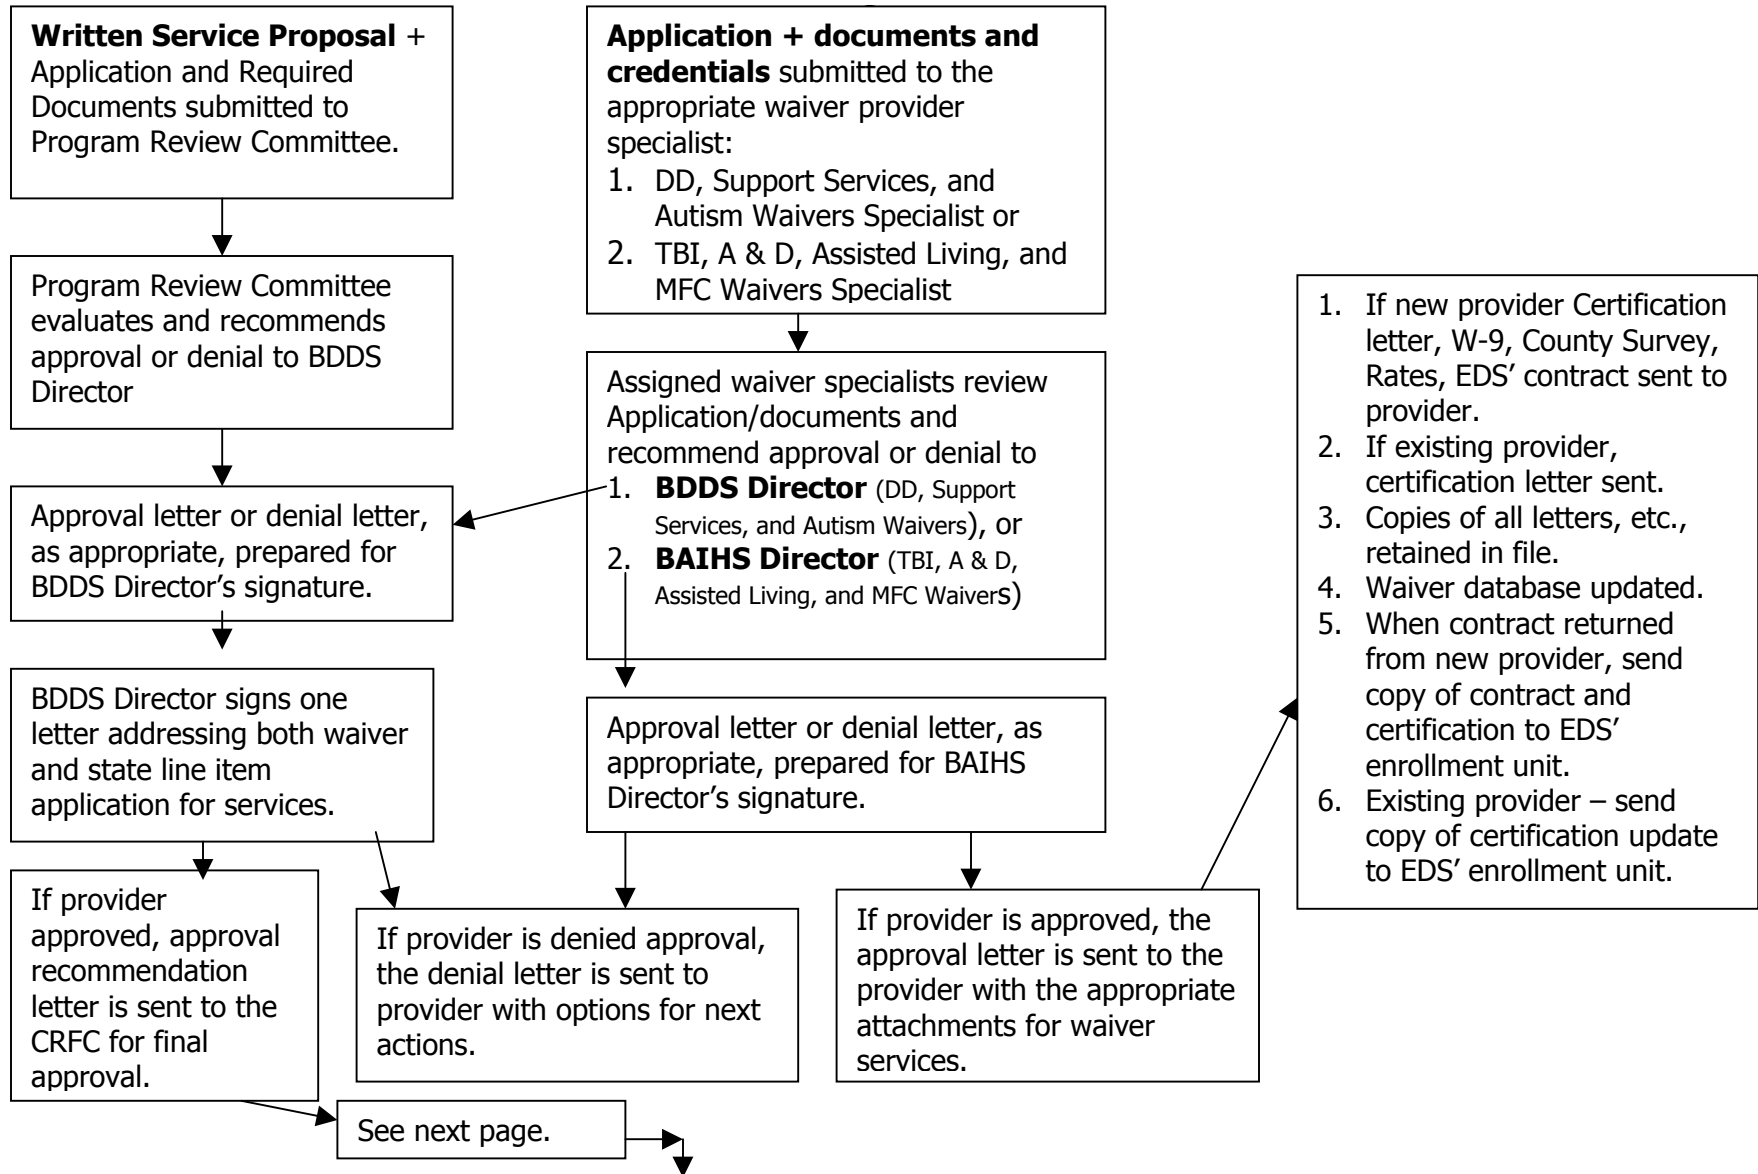 Written Service Proposal +
Application and Required
Documents submitted to
Program Review Committee.
Program Review Committee
evaluates and recommends
approval or denial to BDDS
Director
Approval letter or denial letter,
as appropriate, prepared for
BDDS Director’s signature.
BDDS Director signs one
letter addressing both waiver
and state line item
application for services.
If provider
approved, approval
recommendation
letter is sent to the
CRFC for final
approval.
See next page.
Application + documents and
credentials submitted to the
appropriate waiver provider
specialist:
1. DD, Support Services, and
Autism Waivers Specialist or
2. TBI, A & D, Assisted Living, and
MFC Waivers Specialist
Assigned waiver specialists review
Application/documents and
recommend approval or denial to
1. BDDS Director (DD, Support
Services, and Autism Waivers), or
2. BAIHS Director (TBI, A & D,
Assisted Living, and MFC Waivers)
Approval letter or denial letter, as
appropriate, prepared for BAIHS
Director’s signature.
If provider is denied approval,
the denial letter is sent to
provider with options for next
actions.
If provider is approved, the
approval letter is sent to the
provider with the appropriate
attachments for waiver
services.
1. If new provider Certification
letter, W-9, County Survey,
Rates, EDS’ contract sent to
provider.
2. If existing provider,
certification letter sent.
3. Copies of all letters, etc.,
retained in file.
4. Waiver database updated.
5. When contract returned
from new provider, send
copy of contract and
certification to EDS’
enrollment unit.
6. Existing provider – send
copy of certification update
to EDS’ enrollment unit.